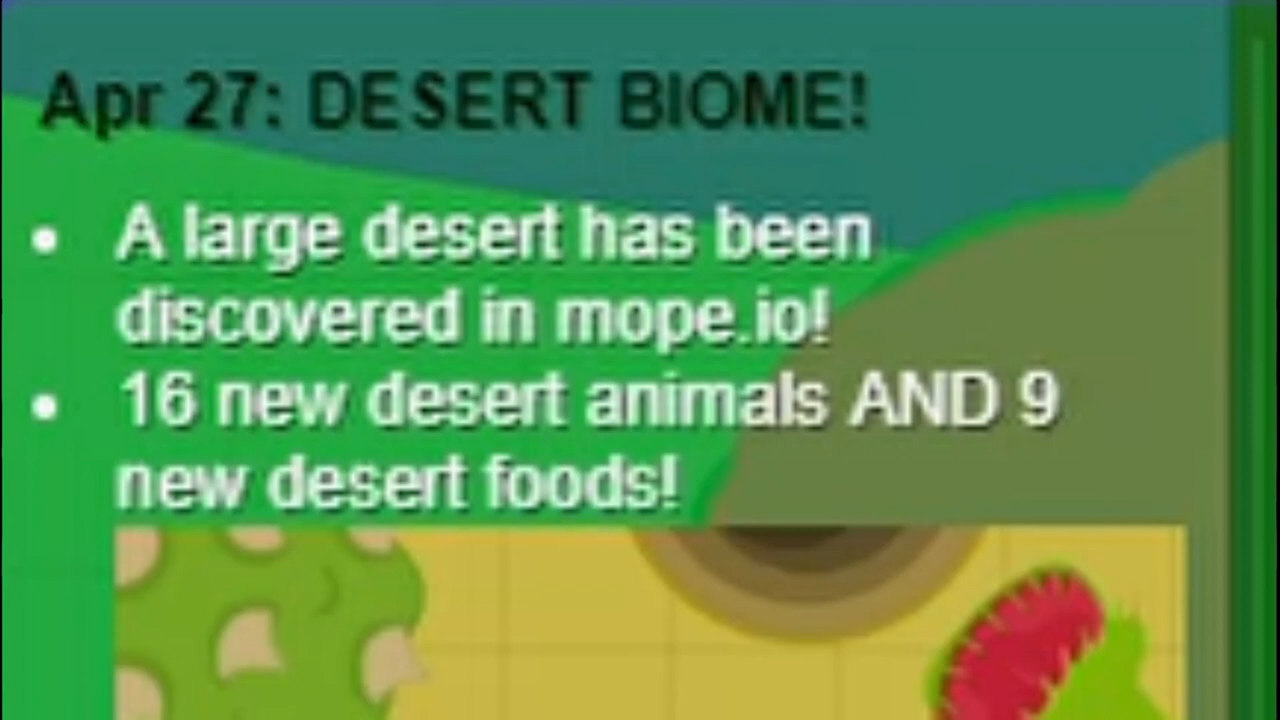 Apr 27: DESERT BIOME!
• A large desert has been
discovered in mope.io!
• 16 new desert animals AND 9
new desert foods!